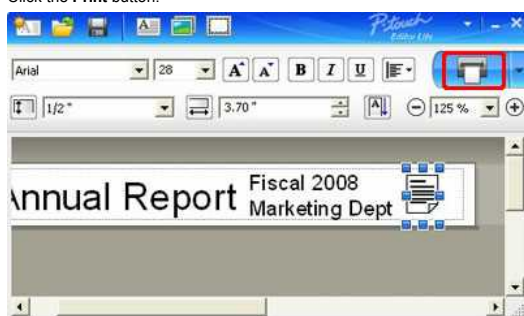 Click the Print button.
P-touch
Editor Lite
Arial
28
A A B I U
1/2 "
3.70 "
A
125 %
Annual Report
Fiscal 2008
Marketing Dept